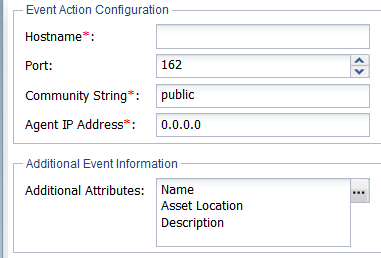 Event Action Configuration
Hostname*:
Port: 162
Community String*: public
Agent IP Address*: 0.0.0.0
Additional Event Information
Additional Attributes: Name ...
Asset Location
Description